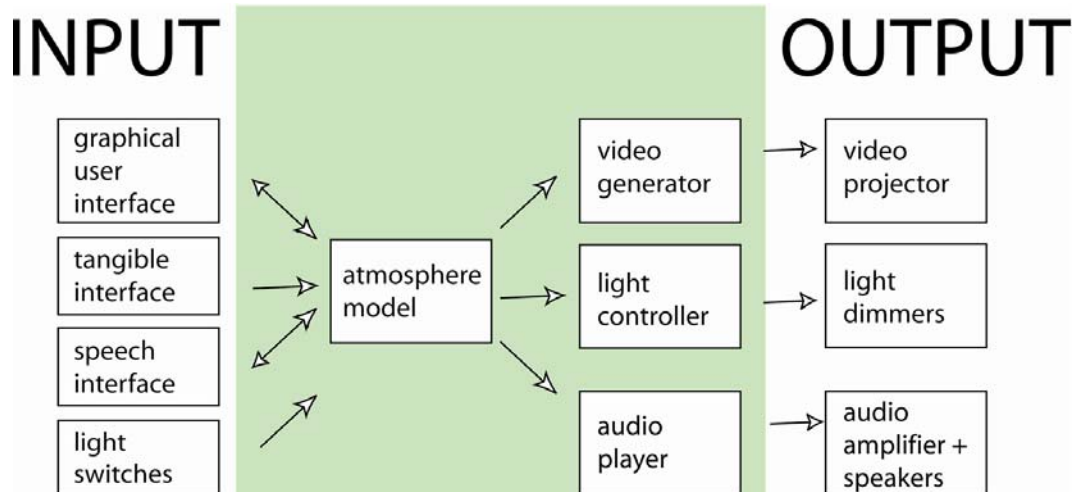 INPUT
OUTPUT
graphical
user
interface
tangible
interface
speech
interface
light
switches
atmosphere
model
video
generator
light
controller
audio
player
video
projector
light
dimmers
audio
amplifier +
speakers